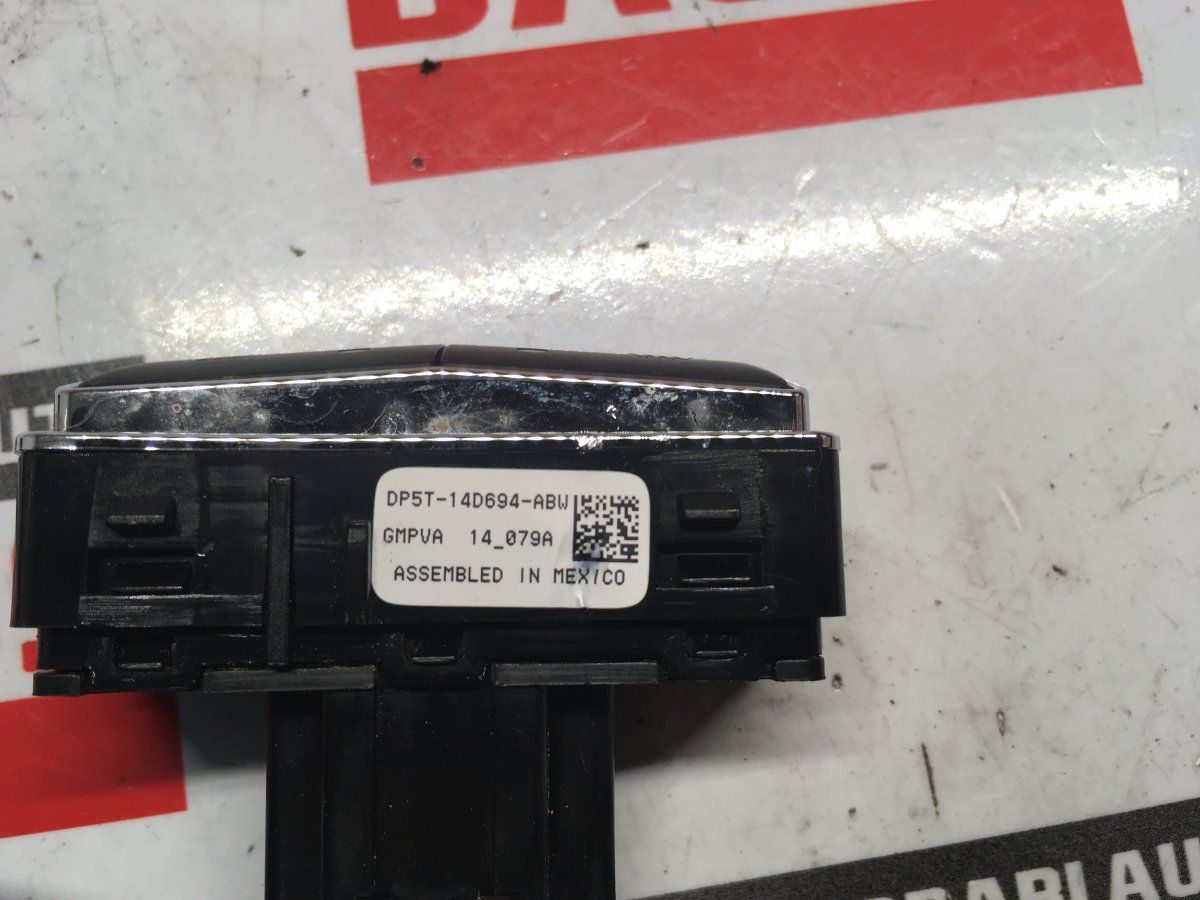 DP5T-14D694-ABW
GMPVA 14_079A
ASSEMBLED IN MEXICO